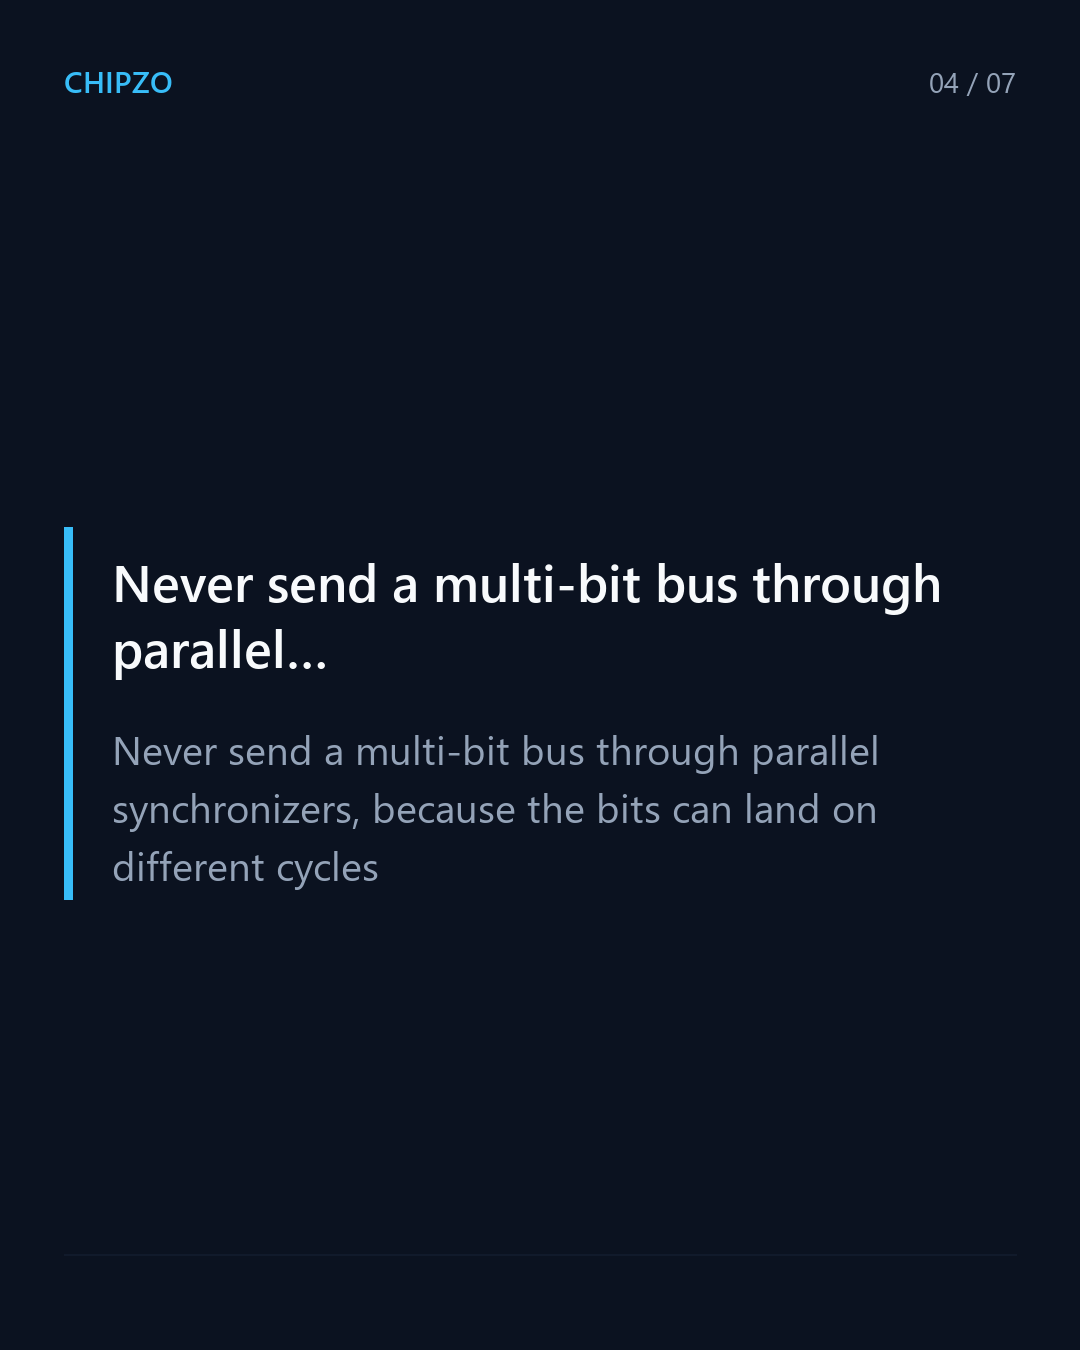 CHIPZO
04 / 07
Never send a multi-bit bus through
parallel...
Never send a multi-bit bus through parallel
synchronizers, because the bits can land on
different cycles